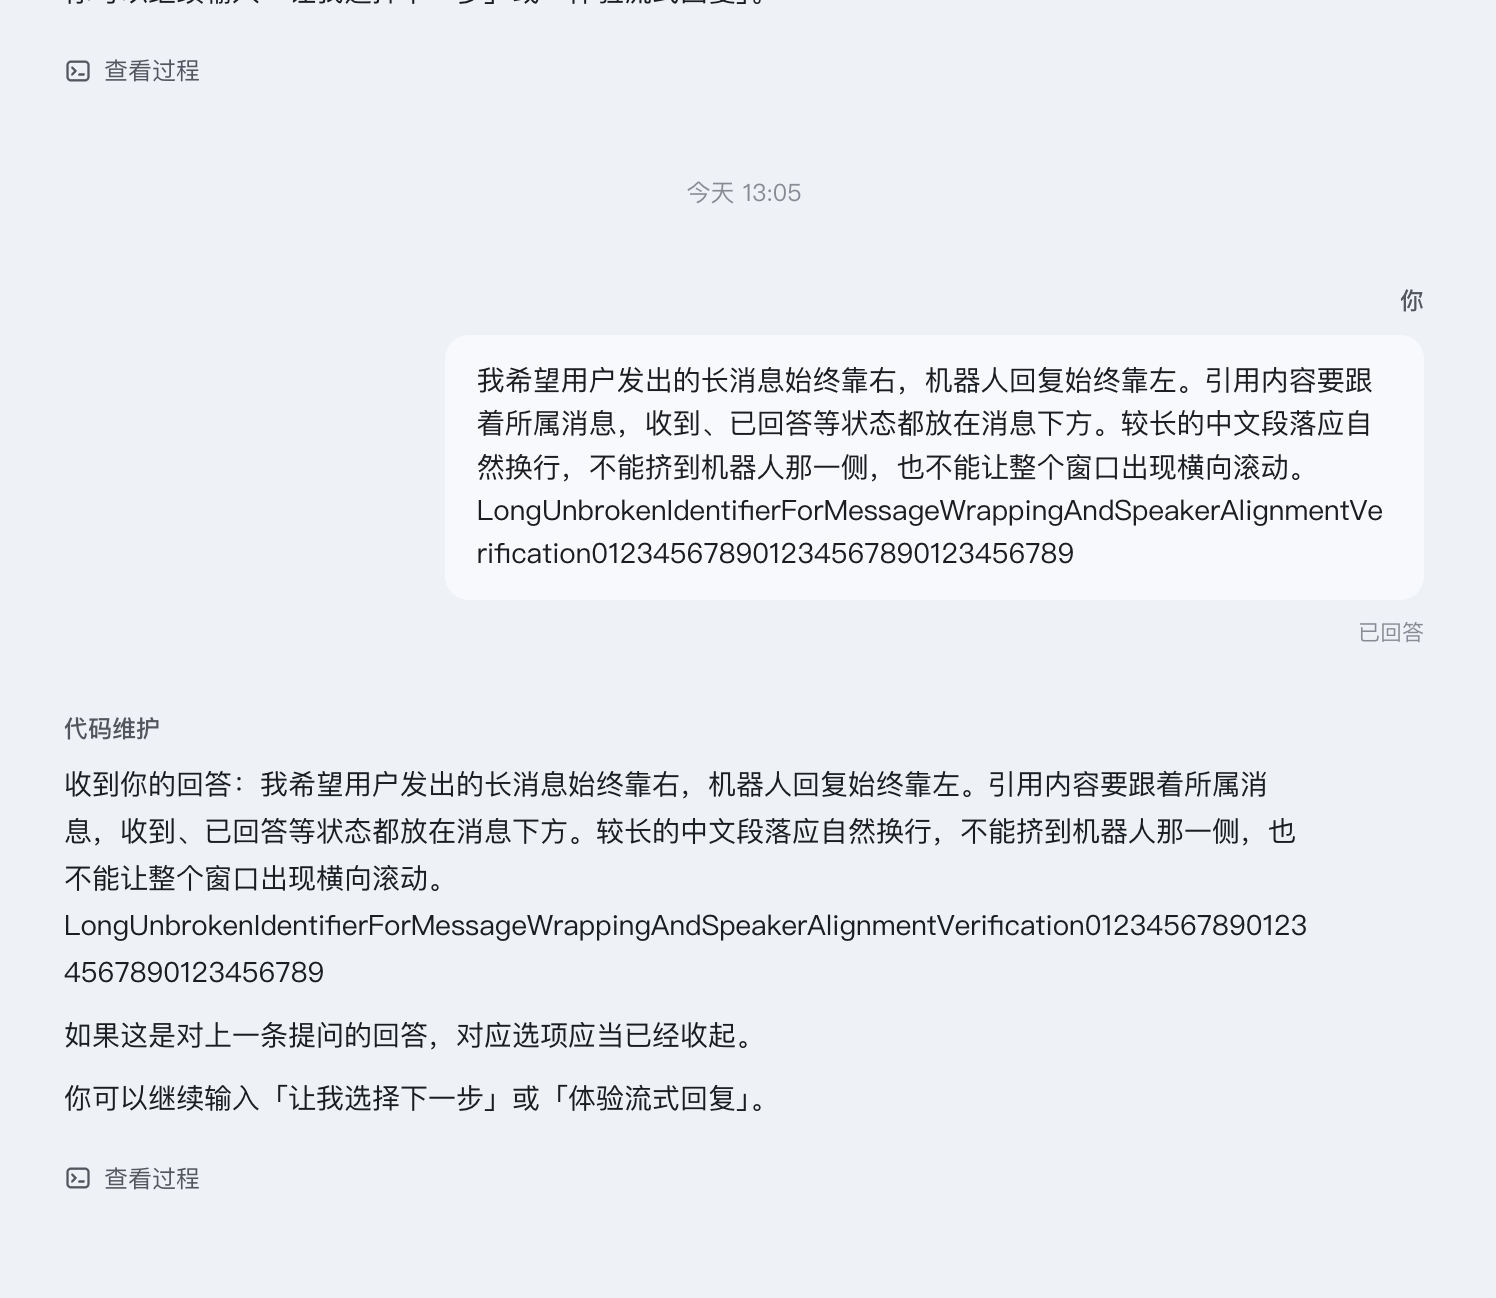 查看过程
今天 13:05
你
我希望用户发出的长消息始终靠右，机器人回复始终靠左。引用内容要跟
着所属消息，收到、已回答等状态都放在消息下方。较长的中文段落应自
然换行，不能挤到机器人那一侧，也不能让整个窗口出现横向滚动。
LongUnbrokenIdentifierForMessageWrappingAndSpeakerAlignmentVe
rification012345678901234567890123456789
已回答
代码维护
收到你的回答：我希望用户发出的长消息始终靠右，机器人回复始终靠左。引用内容要跟着所属消
息，收到、已回答等状态都放在消息下方。较长的中文段落应自然换行，不能挤到机器人那一侧，也
不能让整个窗口出现横向滚动。
LongUnbrokenIdentifierForMessageWrappingAndSpeakerAlignmentVerification01234567890123
4567890123456789
如果这是对上一条提问的回答，对应选项应当已经收起。
你可以继续输入「让我选择下一步」或「体验流式回复」。
查看过程